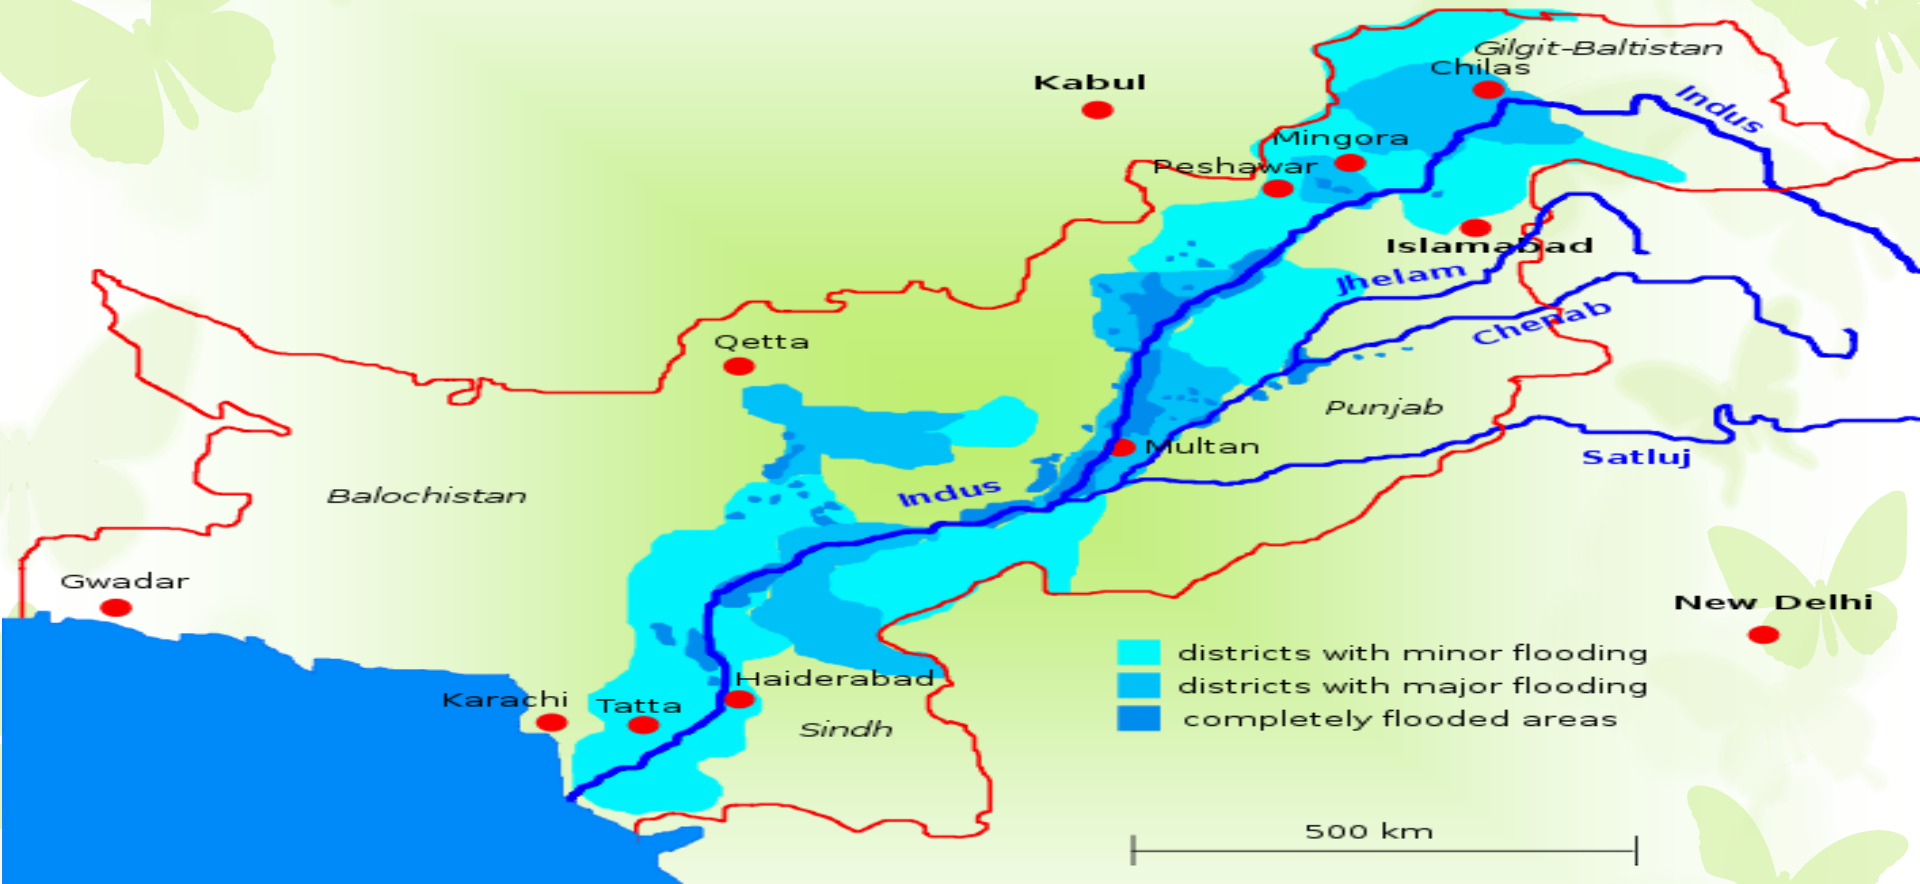 Gilgit-Baltistan
Chilas
Kabul
Indus
Mingora
Peshawar
Islamabad
Jhelam
Chenab
Qetta
Punjab
Multan
Satluj
Indus
Balochistan
Gwadar
New Delhi
districts with minor flooding
Haiderabad
districts with major flooding
Karachi
Tatta
completely flooded areas
Sindh
500 km